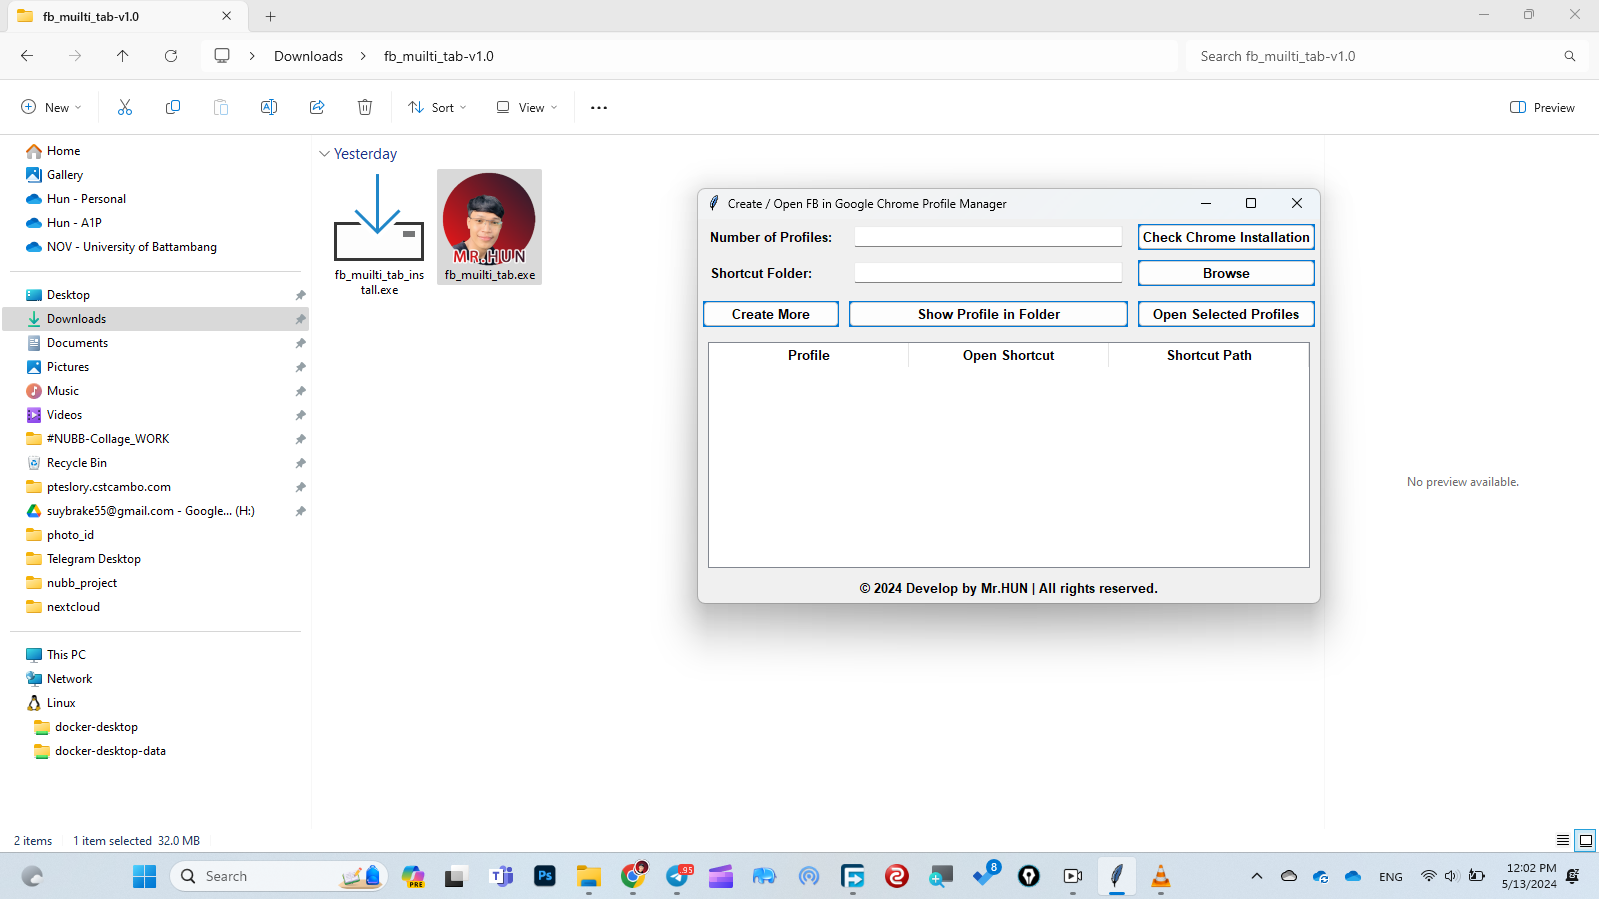 fb_muilti_tab-v1.0
Downloads
fb_muilti_tab-v1.0
Search fb_muilti_tab-v1.0
New
Sort
View
Preview
Home
Gallery
Hun - Personal
Hun - A1P
NOV - University of Battambang
Desktop
Downloads
Documents
Pictures
Music
Videos
#NUBB-Collage_WORK
Recycle Bin
pteslory.cstcambo.com
suybrake55@gmail.com - Google... (H:)
photo_id
Telegram Desktop
nubb_project
nextcloud
This PC
Network
Linux
docker-desktop
docker-desktop-data
Yesterday
fb_muilti_tab_ins
tall.exe
MR.HUN
fb_muilti_tab.exe
Create / Open FB in Google Chrome Profile Manager
Number of Profiles:
Check Chrome Installation
Shortcut Folder:
Browse
Create More
Show Profile in Folder
Open Selected Profiles
Profile
Open Shortcut
Shortcut Path
© 2024 Develop by Mr.HUN | All rights reserved.
No preview available.
2 items
1 item selected 32.0 MB
Search
PRE
Ps
95
8
ENG
12:02 PM
5/13/2024